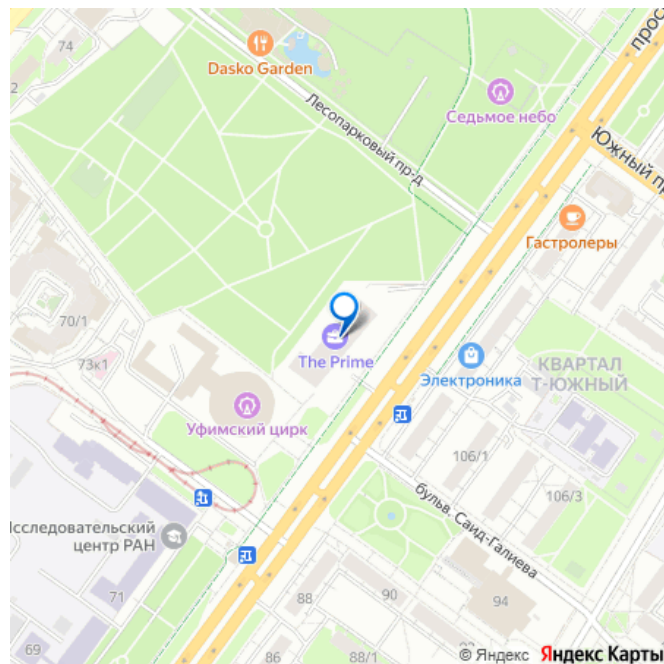 74
2
Dasko Garden
прос
Седьмое небо
Лесопарковый пр-д
Южный пр
Гастролеры
70/1
73к1
The Prime
Электроника
КВАРТАЛ
Т-ЮЖНЫЙ
Уфимский цирк
106/1
106/3
бульв. Саид-Галиева
Исследовательский
центр РАН
71
88
90
94
69
86
88/1
© Яндекс
Яндекс Карты